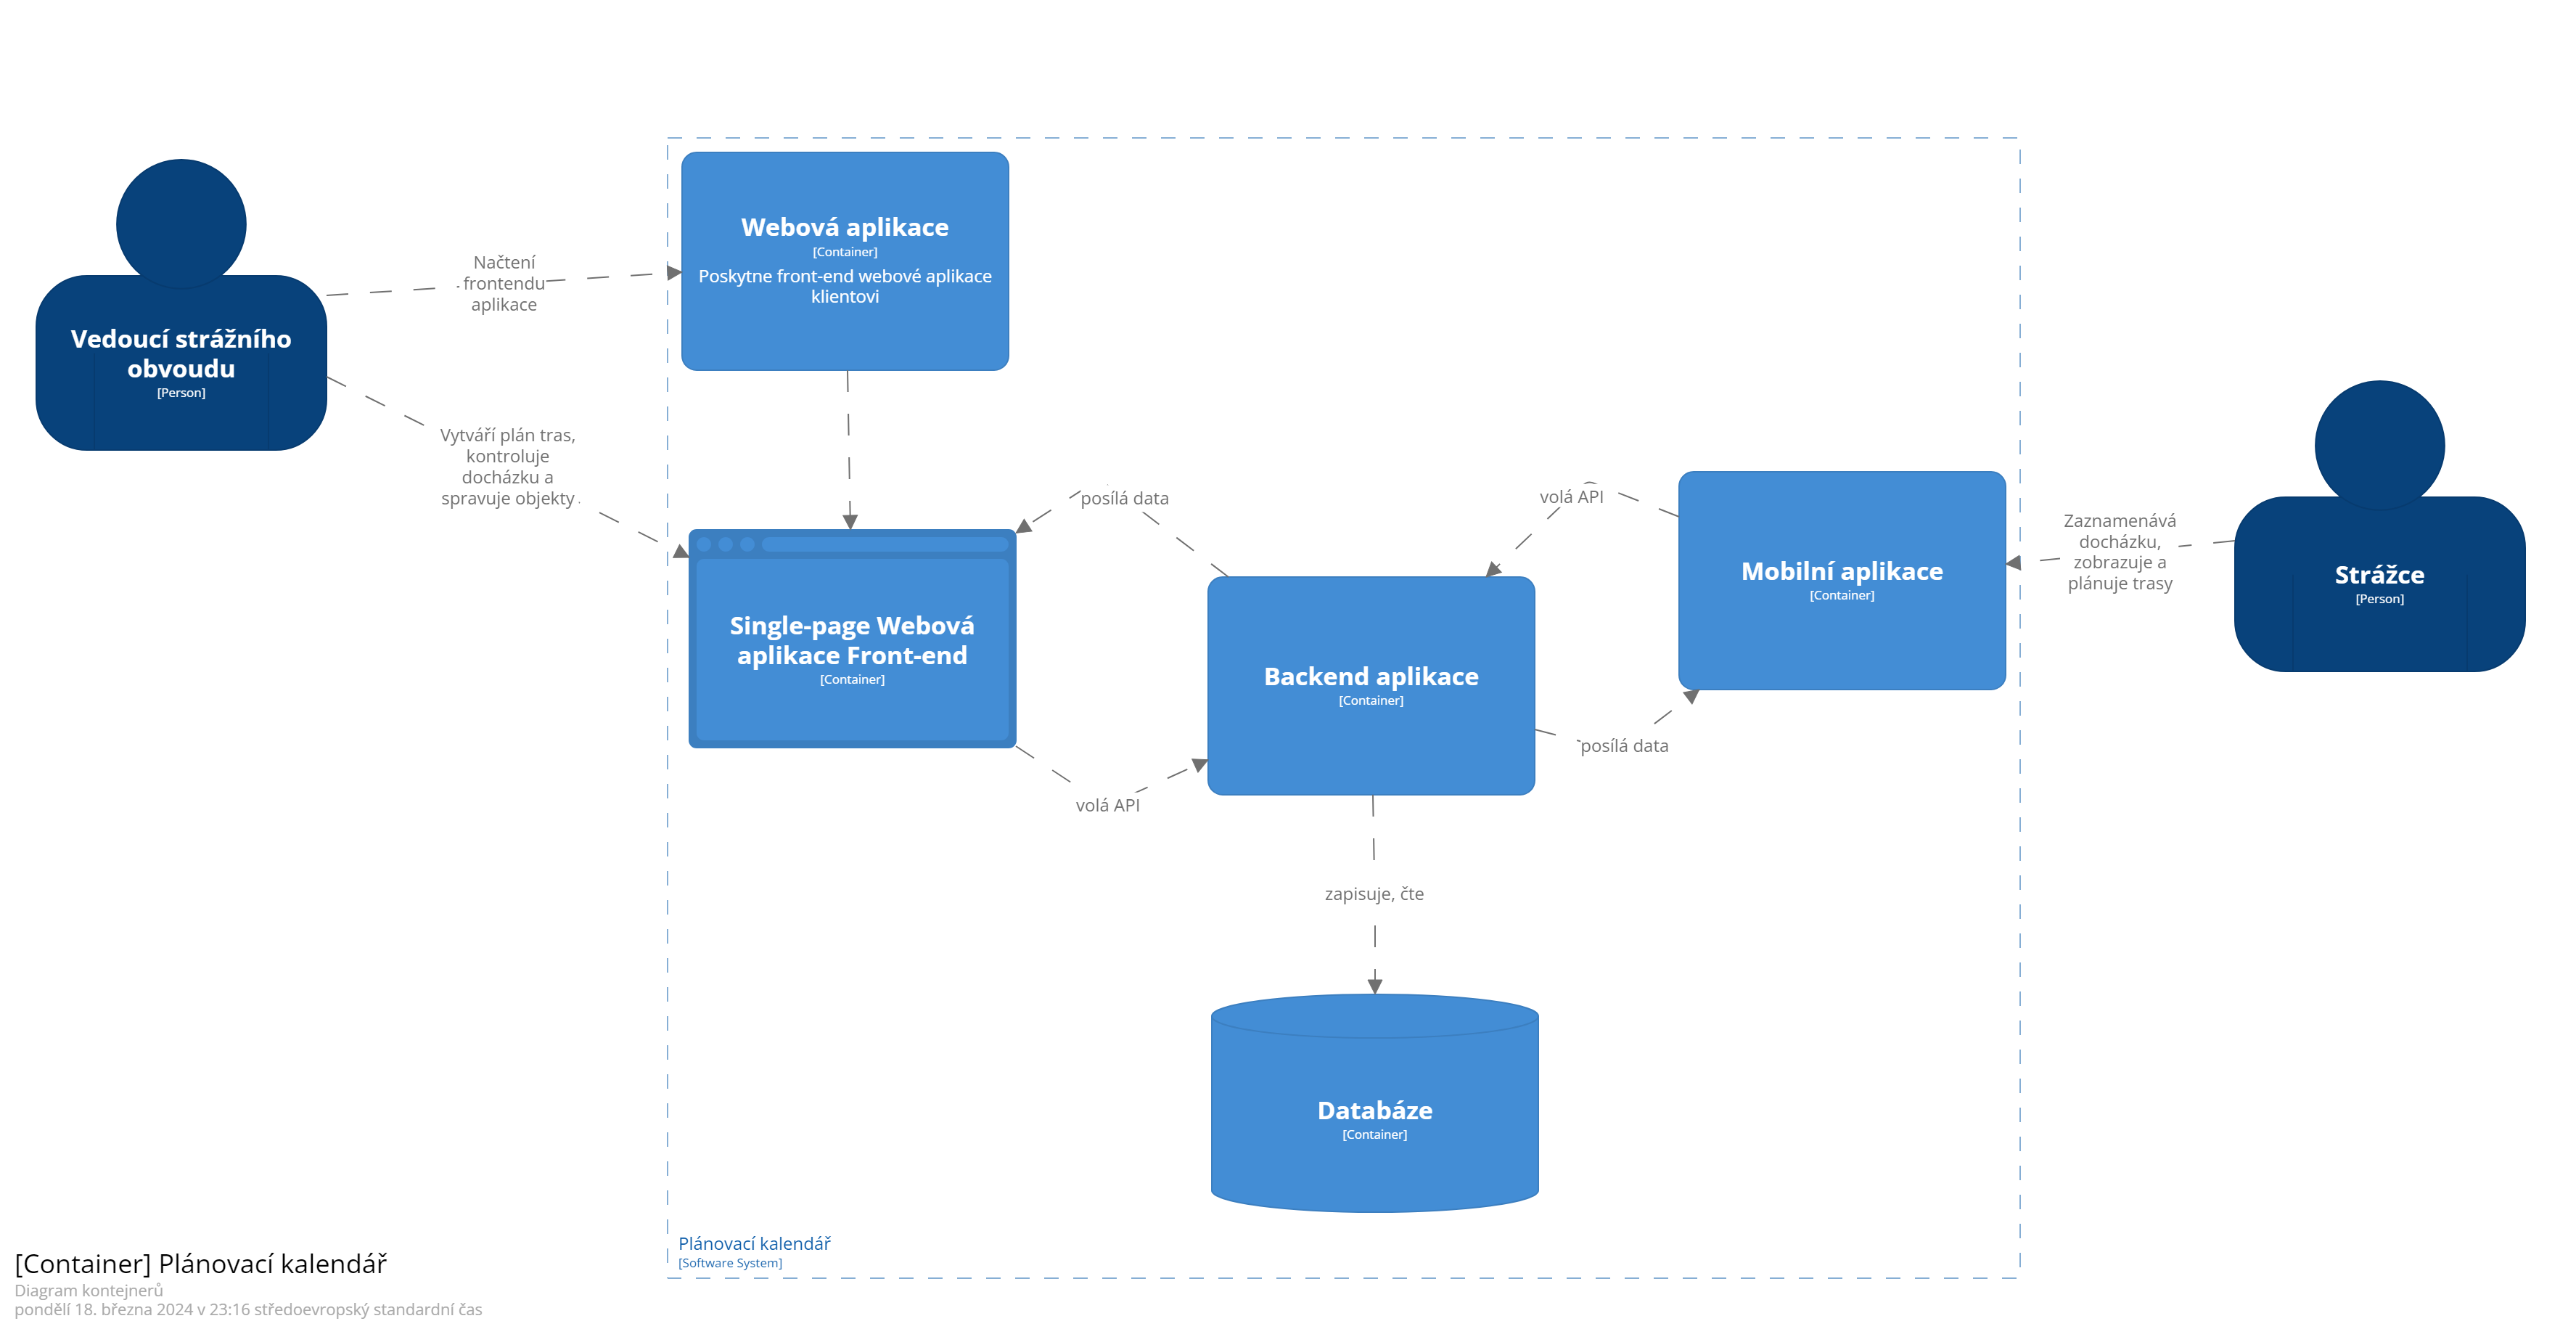 Vedoucí strážního
obvoudu
[Person]
Načtení
frontendu
aplikace
Vytváří plán tras,
kontroluje
docházku a
spravuje objekty
Webová aplikace
[Container]
Poskytne front-end webové aplikace
klientovi
Single-page Webová
aplikace Front-end
[Container]
posílá data
volá API
Backend aplikace
[Container]
volá API
posílá data
Mobilní aplikace
[Container]
Zaznamenává
docházku,
zobrazuje a
plánuje trasy
Strážce
[Person]
zapisuje, čte
Databáze
[Container]
Plánovací kalendář
[Software System]
[Container] Plánovací kalendář
Diagram kontejnerů
pondělí 18. března 2024 v 23:16 středoevropský standardní čas